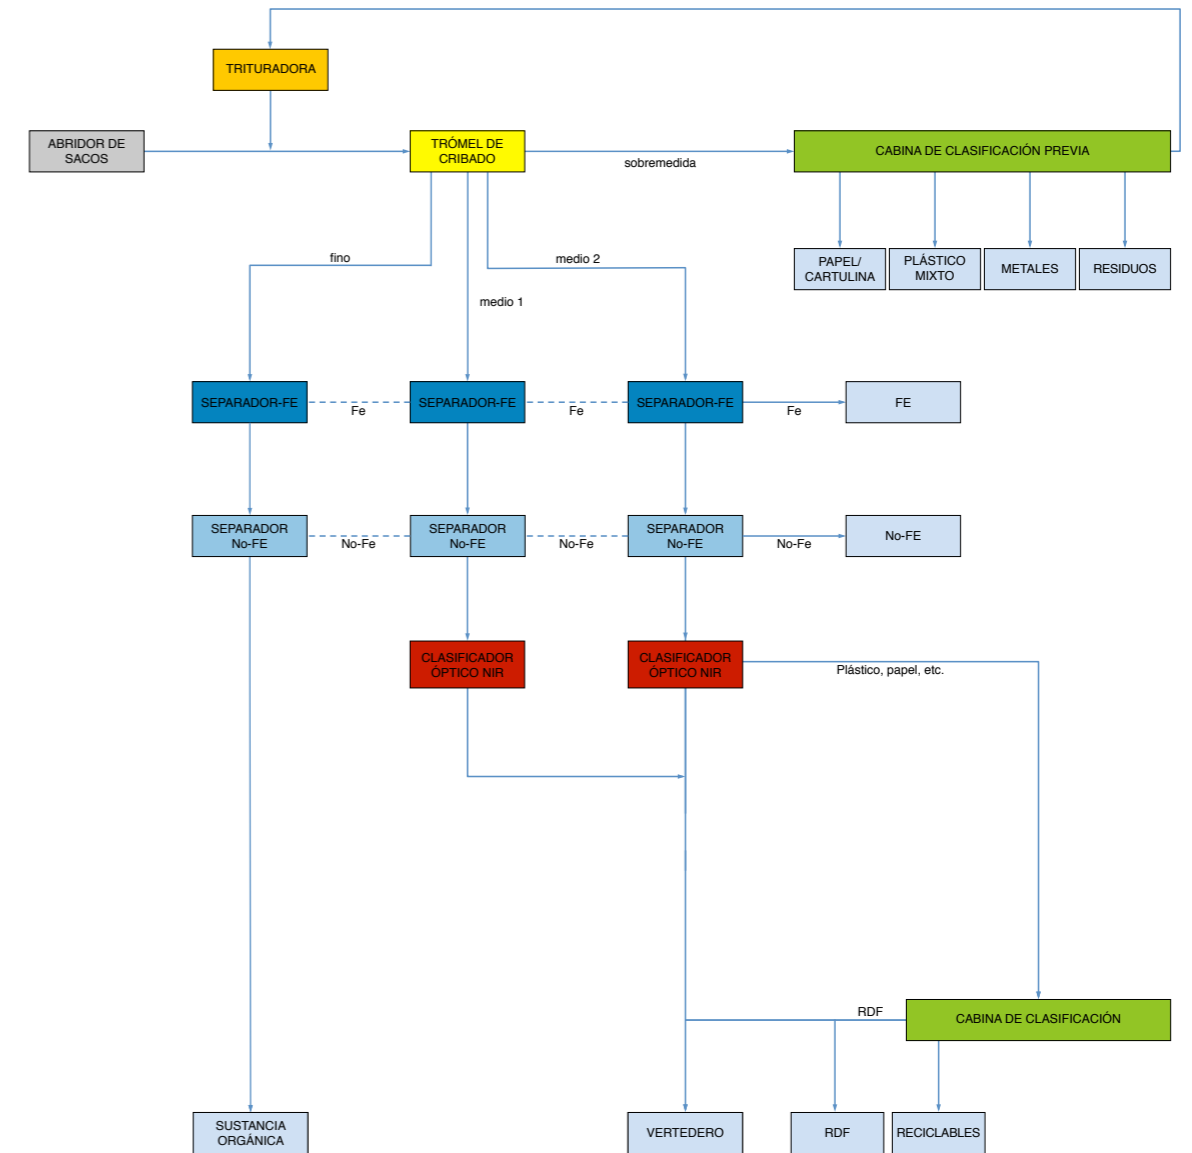 TRITURADORA
ABRIDOR DE
SACOS
TRÓMEL DE
CRIBADO
sobremedida
CABINA DE CLASIFICACIÓN PREVIA
fino
medio 2
medio 1
PAPEL/
CARTULINA
PLÁSTICO
MIXTO
METALES
RESIDUOS
SEPARADOR-FE
Fe
SEPARADOR-FE
Fe
SEPARADOR-FE
Fe
FE
SEPARADOR
No-FE
No-Fe
SEPARADOR
No-FE
No-Fe
SEPARADOR
No-FE
No-Fe
No-FE
CLASIFICADOR
ÓPTICO NIR
CLASIFICADOR
ÓPTICO NIR
Plástico, papel, etc.
RDF
CABINA DE CLASIFICACIÓN
SUSTANCIA
ORGÁNICA
VERTEDERO
RDF
RECICLABLES